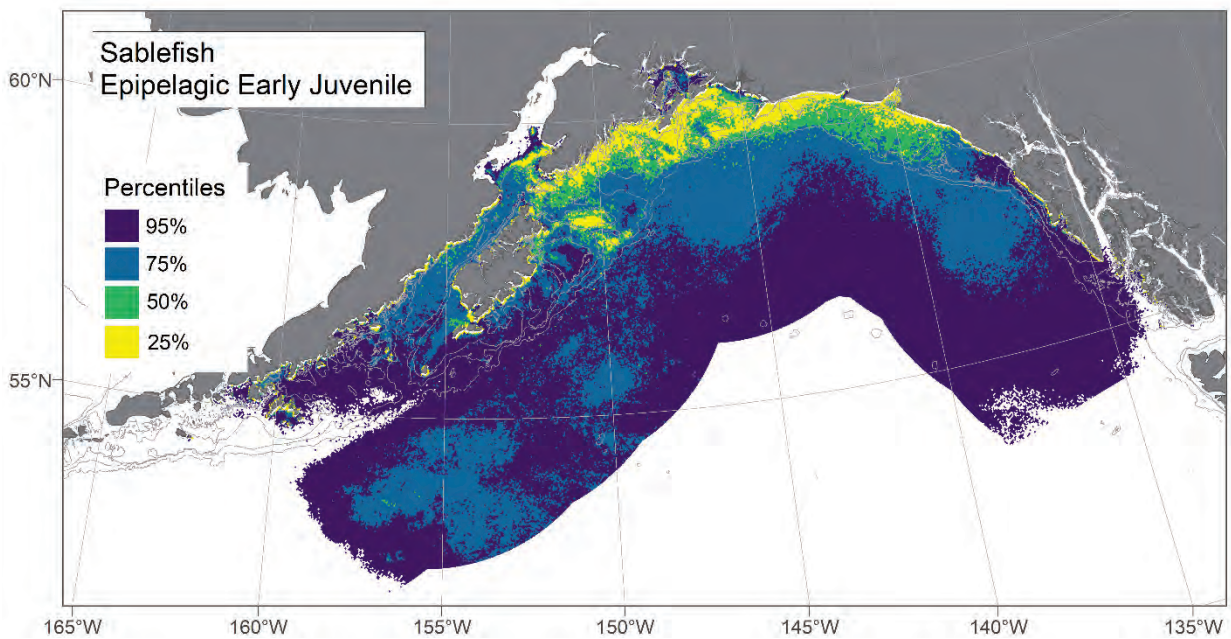 Sablefish
Epipelagic Early Juvenile
Percentiles
95%
75%
50%
25%
60°N
55°N
165°W
160°W
155°W
150°W
145°W
140°W
135°W